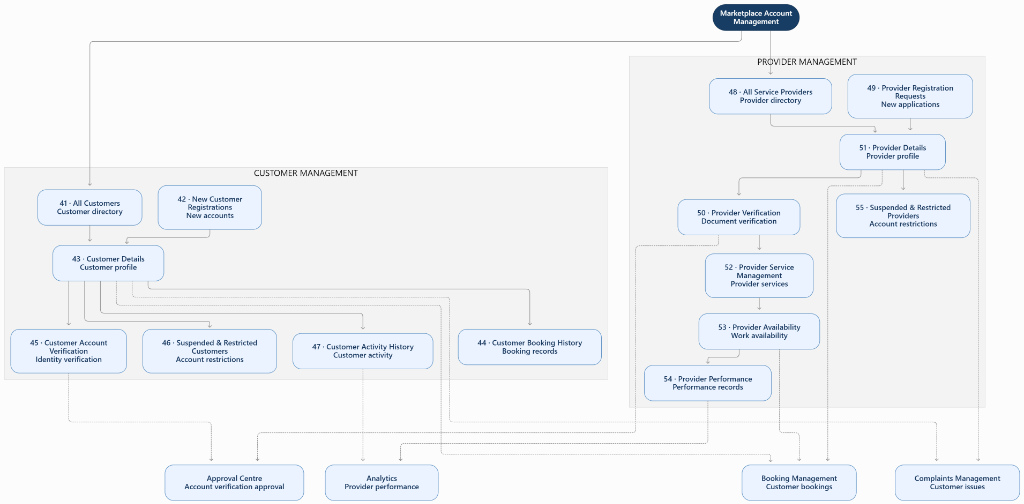 Marketplace Account
Management
PROVIDER MANAGEMENT
48 · All Service Providers
Provider directory
49 · Provider Registration
Requests
New applications
51 · Provider Details
Provider profile
CUSTOMER MANAGEMENT
41 · All Customers
Customer directory
42 · New Customer
Registrations
New accounts
50 · Provider Verification
Document verification
55 · Suspended & Restricted
Providers
Account restrictions
43 · Customer Details
Customer profile
52 · Provider Service
Management
Provider services
53 · Provider Availability
Work availability
45 · Customer Account
Verification
Identity verification
46 · Suspended & Restricted
Customers
Account restrictions
47 · Customer Activity History
Customer activity
44 · Customer Booking History
Booking records
54 · Provider Performance
Performance records
Approval Centre
Account verification approval
Analytics
Provider performance
Booking Management
Customer bookings
Complaints Management
Customer issues